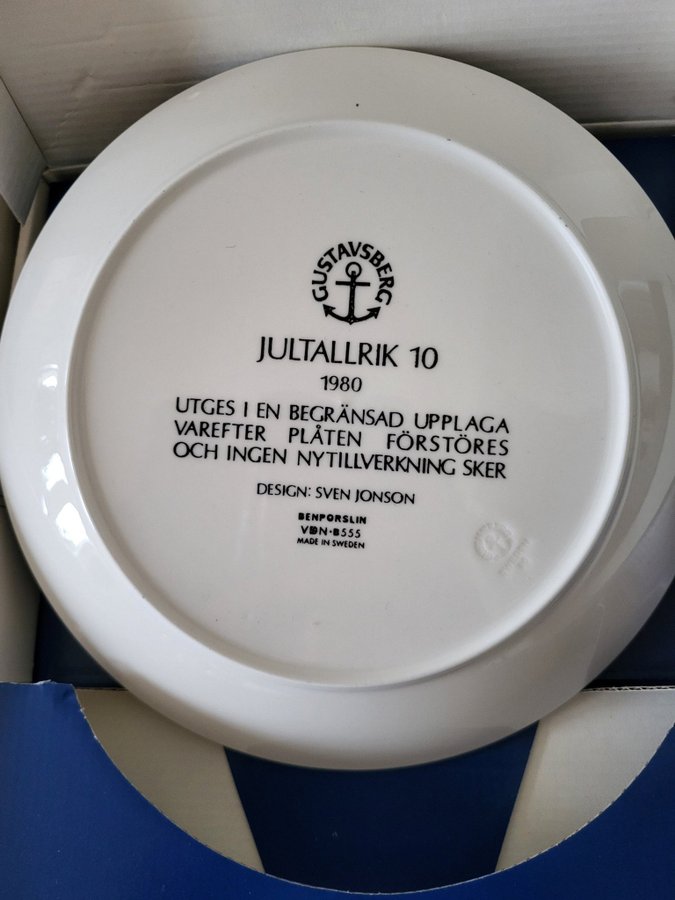 GUSTAVSBERG
JULTALLRIK 10
1980
UTGES I EN BEGRÄNSAD UPPLAGA
VAREFTER PLÅTEN FÖRSTÖRES
OCH INGEN NYTILLVERKNING SKER
DESIGN: SVEN JONSON
BENPORSLIN
VDN-B555
MADE IN SWEDEN